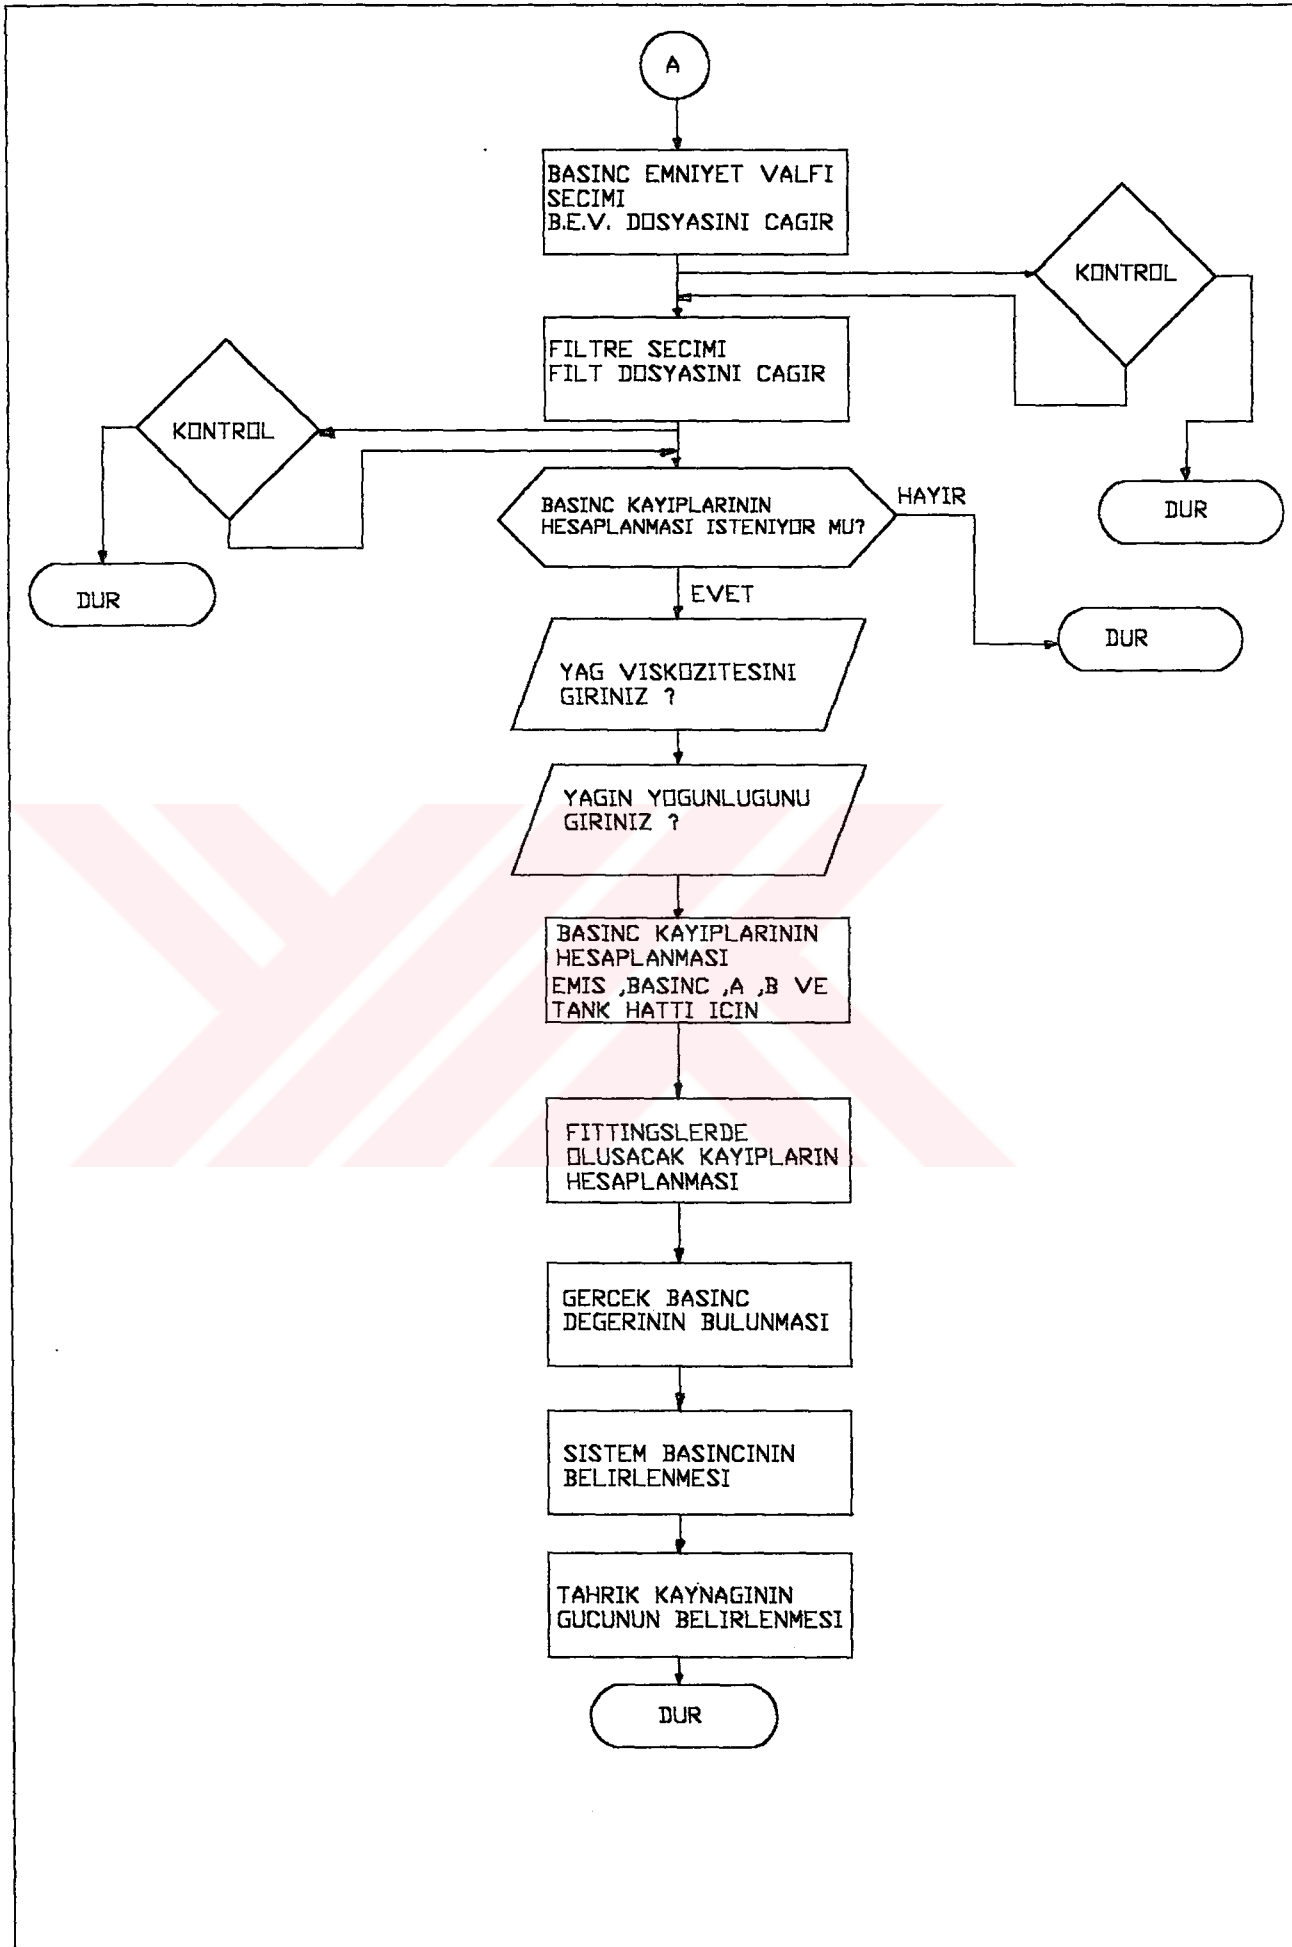 A
BASINC EMNIYET VALFI
SECIMI
B.E.V. DOSYASINI CAGIR
KONTROL
FILTRE SECIMI
FILT DOSYASINI CAGIR
KONTROL
BASINC KAYIPLARININ
HESAPLANMASI ISTENIYOR MU?
HAYIR
DUR
DUR
EVET
DUR
YAG VISKOZITESINI
GIRINIZ ?
YAGIN YOGUNLUGUNU
GIRINIZ ?
BASINC KAYIPLARININ
HESAPLANMASI
EMIS ,BASINC ,A ,B VE
TANK HATTI ICIN
FITTINGSLERDE
OLUSACAK KAYIPLARIN
HESAPLANMASI
GERCEK BASINC
DEGERININ BULUNMASI
SISTEM BASINCININ
BELIRLENMESI
TAHRIK KAYNAGININ
GUCUNUN BELIRLENMESI
DUR